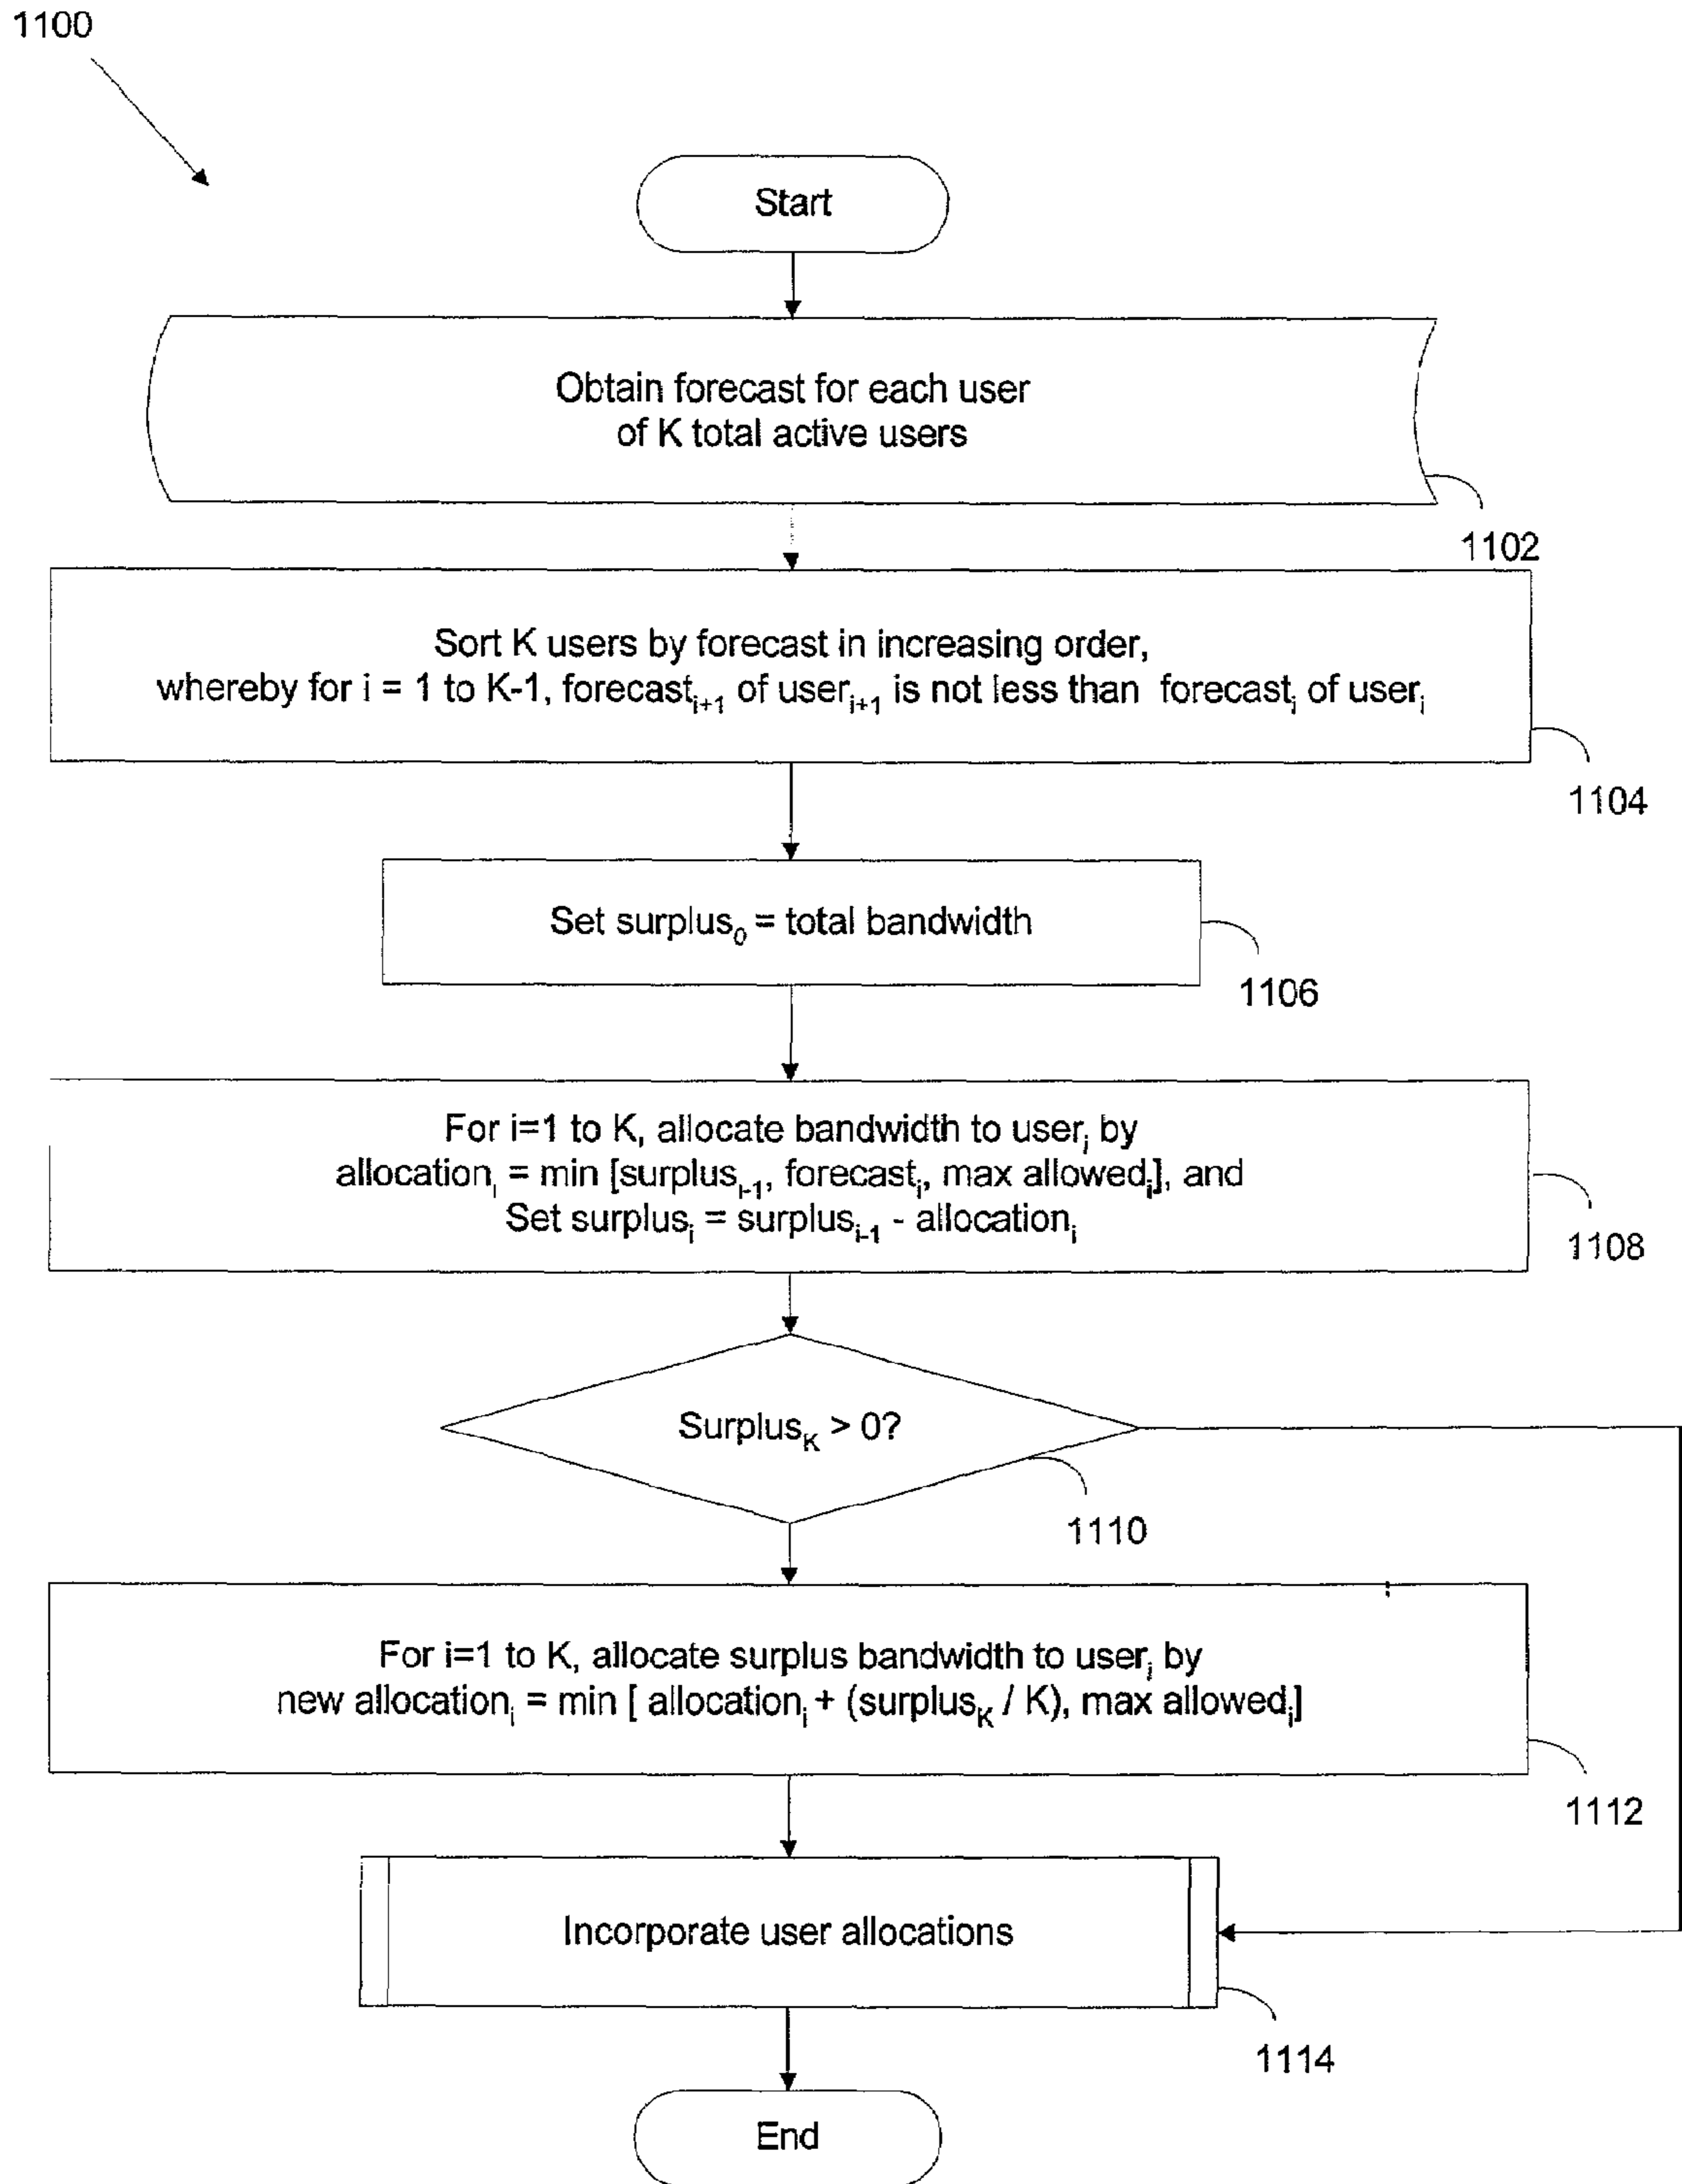 1100
Start
Obtain forecast for each user
of K total active users
1102
Sort K users by forecast in increasing order,
whereby for i = 1 to K-1, forecastᵢ₊₁ of userᵢ₊₁ is not less than forecastᵢ of userᵢ
1104
Set surplus₀ = total bandwidth
1106
For i=1 to K, allocate bandwidth to userᵢ by
allocationᵢ = min [surplusᵢ₋₁, forecastᵢ, max allowedᵢ], and
Set surplusᵢ = surplusᵢ₋₁ - allocationᵢ
1108
Surplus_K > 0?
1110
For i=1 to K, allocate surplus bandwidth to userᵢ by
new allocationᵢ = min [ allocationᵢ + (surplus_K / K), max allowedᵢ]
1112
Incorporate user allocations
1114
End